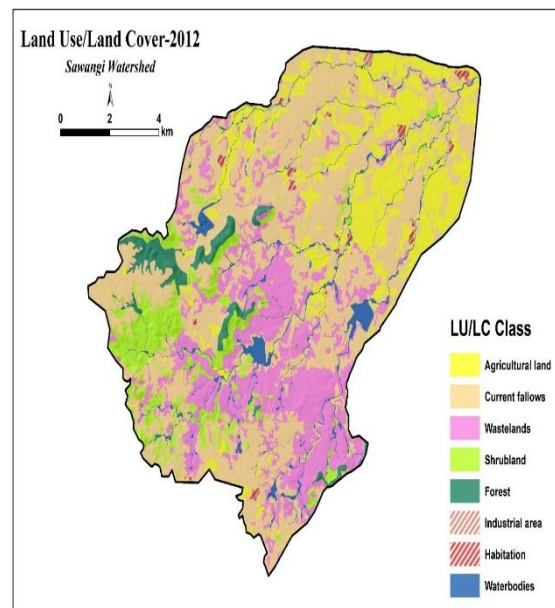 Land Use/Land Cover-2012
Sawangi Watershed
N
0 2 4
km
LU/LC Class
Agricultural land
Current fallows
Wastelands
Shrubland
Forest
Industrial area
Habitation
Waterbodies